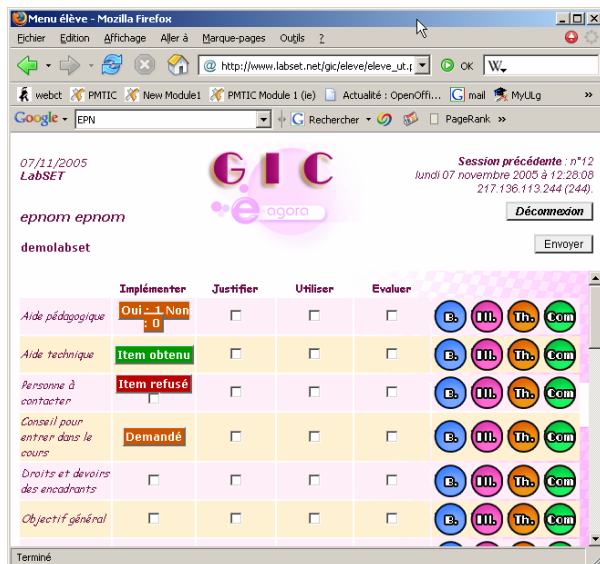 Menu élève - Mozilla Firefox
Fichier Edition Affichage Aller à Marque-pages Outils ?
http://www.labset.net/gic/eleve/eleve_ut.p OK W
webct PMTIC New Module1 PMTIC Module 1 (ie) Actualité : OpenOffi... mail MyULg »
Google EPN Rechercher PageRank »
07/11/2005
LabSET
epnom epnom
demolabset
GIC
e agora
Session précédente : n°12
lundi 07 novembre 2005 à 12:28:08
217.136.113.244 (244).
Déconnexion
Envoyer
Implémenter Justifier Utiliser Evaluer
Aide pédagogique Oui : 1 Non : 0 B. Ill. Th. Com
Aide technique Item obtenu B. Ill. Th. Com
Personne à contacter Item refusé B. Ill. Th. Com
Conseil pour entrer dans le cours Demandé B. Ill. Th. Com
Droits et devoirs des encadrants B. Ill. Th. Com
Objectif général B. Ill. Th. Com
Terminé